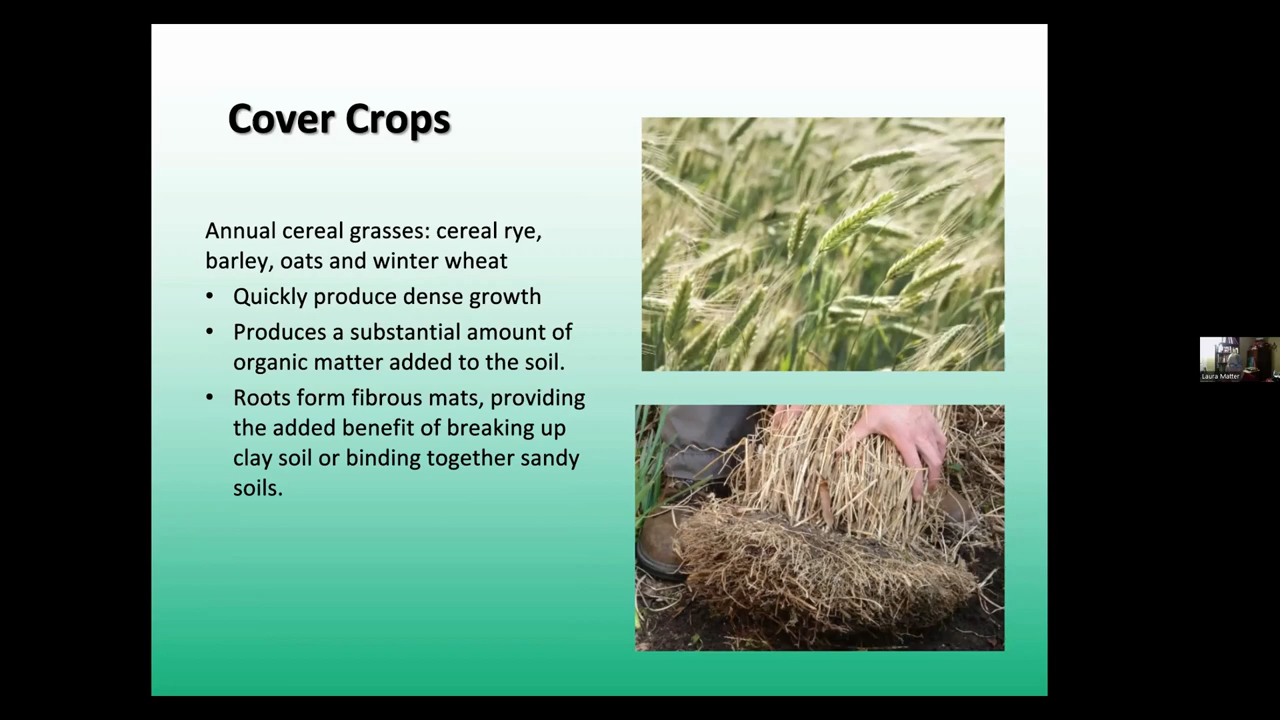 Cover Crops
Annual cereal grasses: cereal rye,
barley, oats and winter wheat
• Quickly produce dense growth
• Produces a substantial amount of
organic matter added to the soil.
• Roots form fibrous mats, providing
the added benefit of breaking up
clay soil or binding together sandy
soils.
Laura Matter